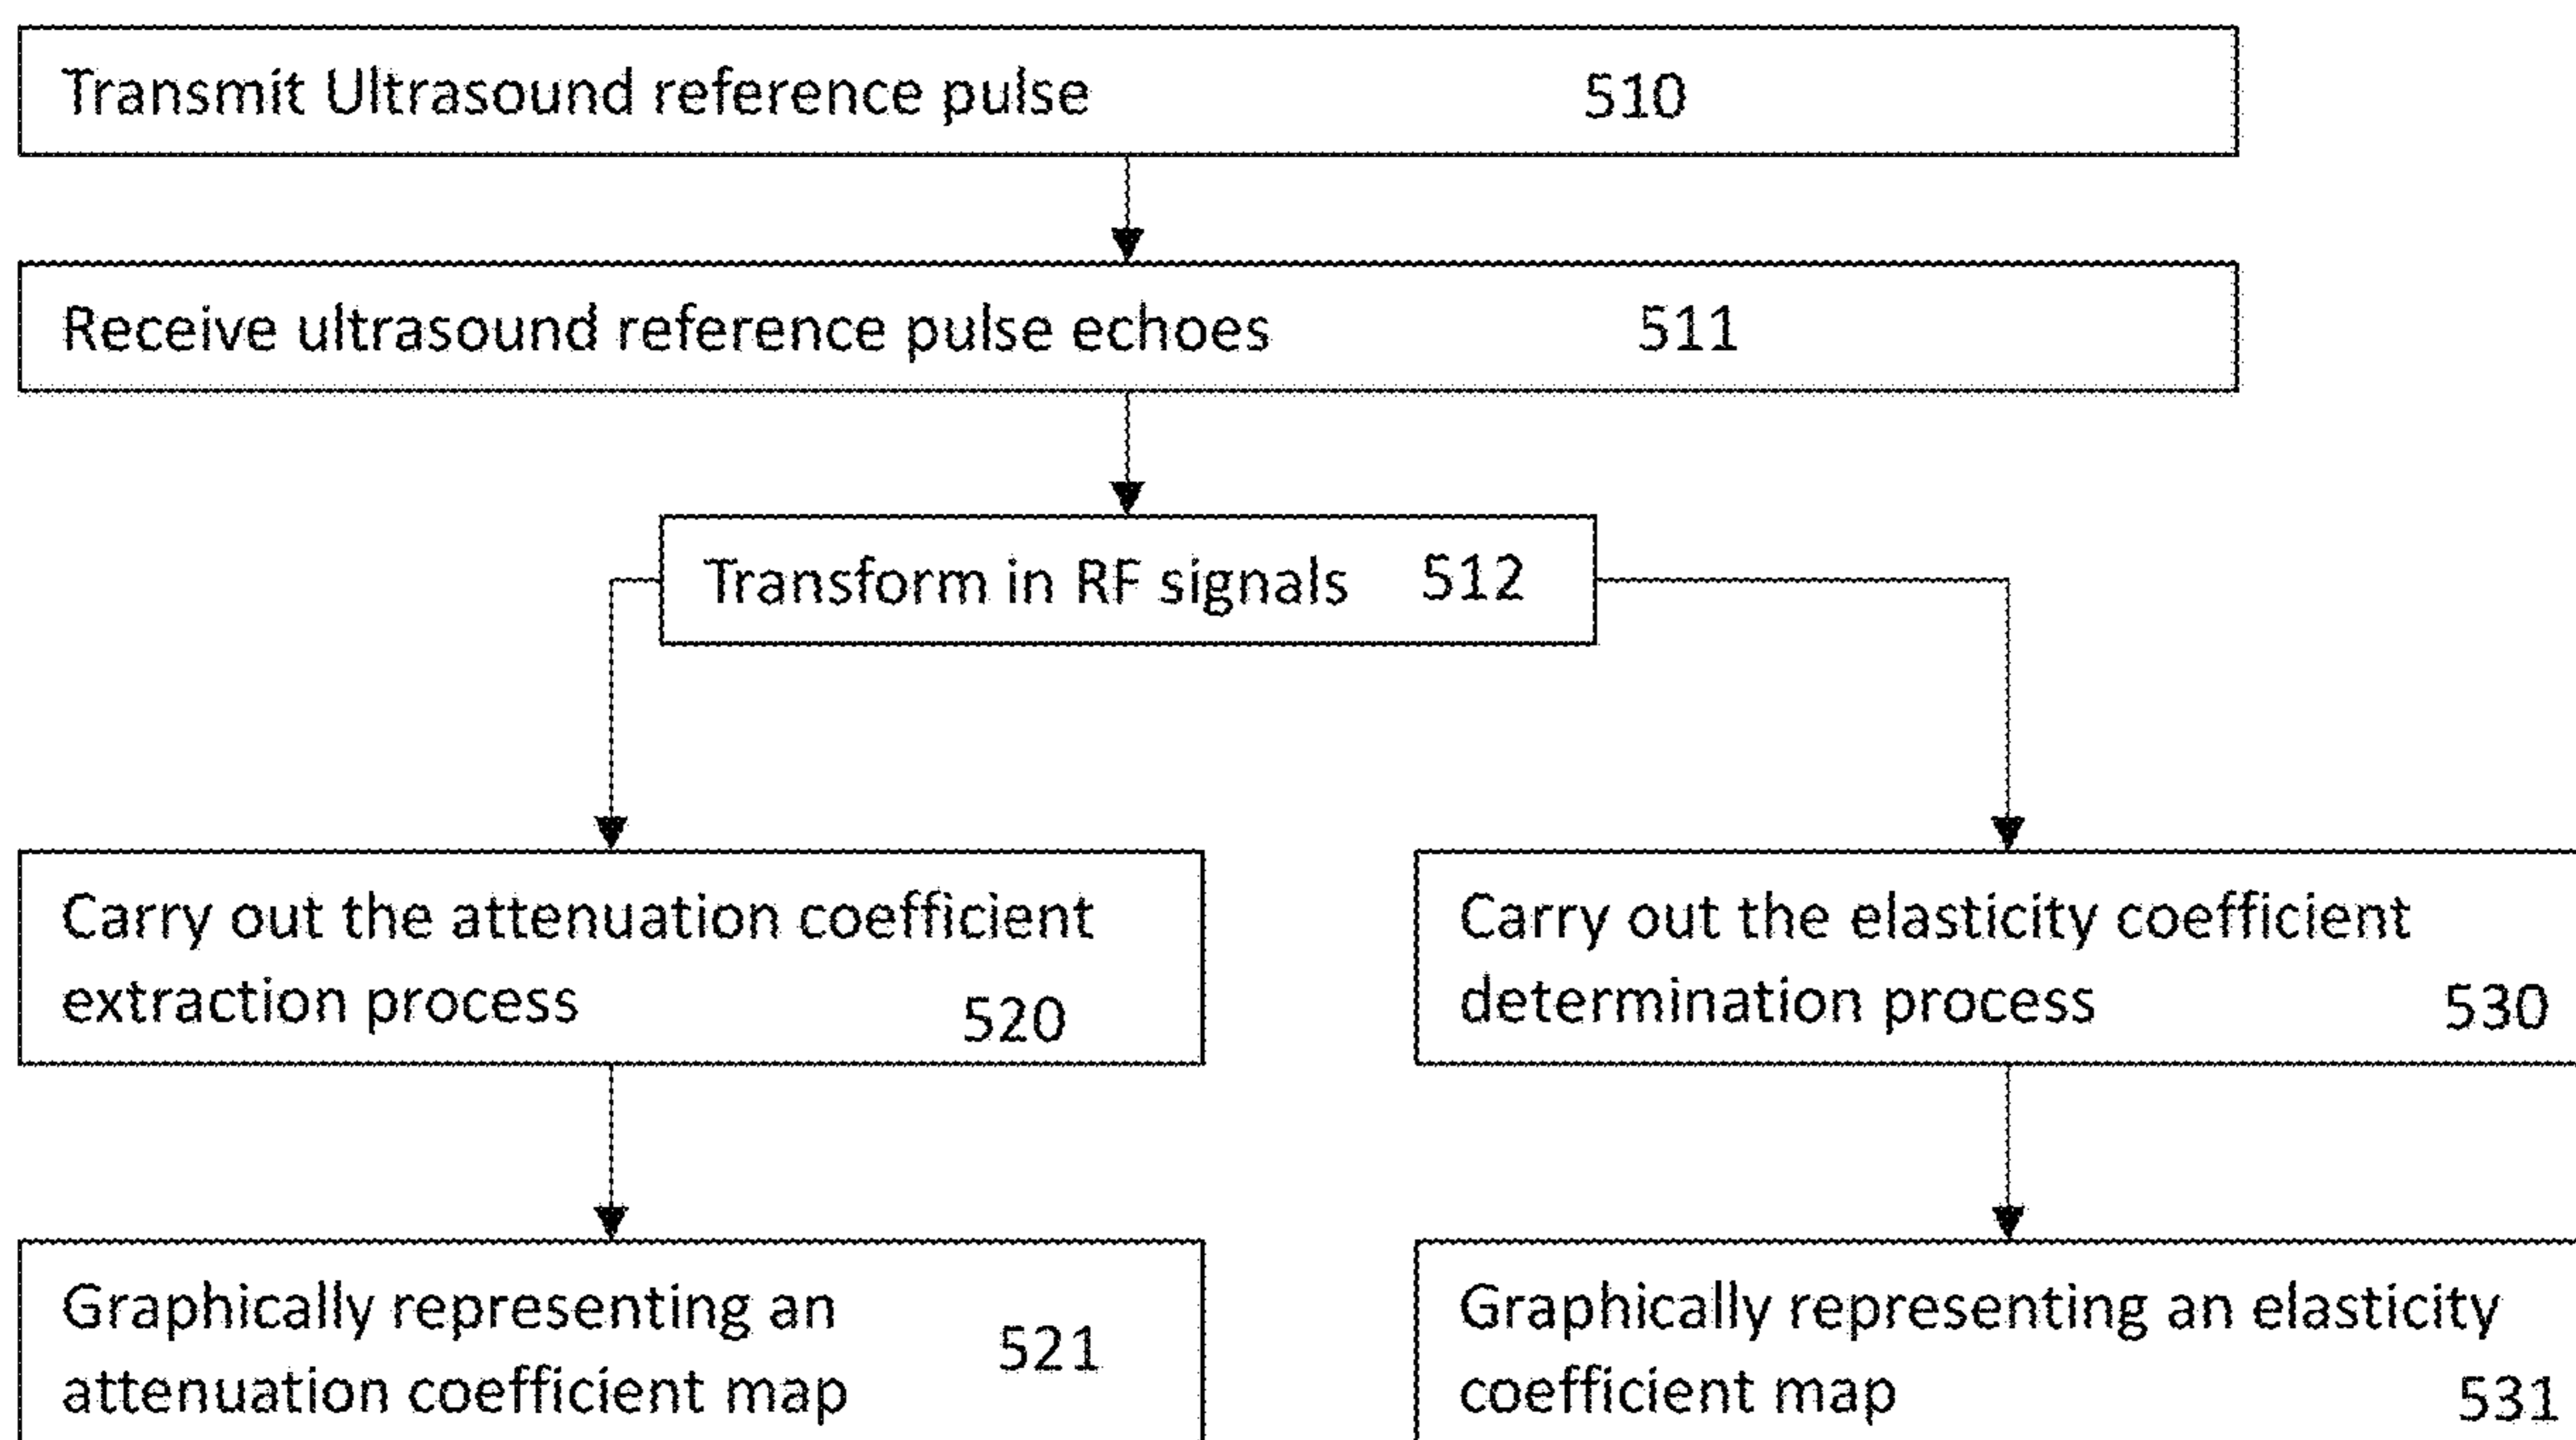 Transmit Ultrasound reference pulse 510
Receive ultrasound reference pulse echoes 511
Transform in RF signals 512
Carry out the attenuation coefficient
extraction process 520
Carry out the elasticity coefficient
determination process 530
Graphically representing an
attenuation coefficient map 521
Graphically representing an elasticity
coefficient map 531